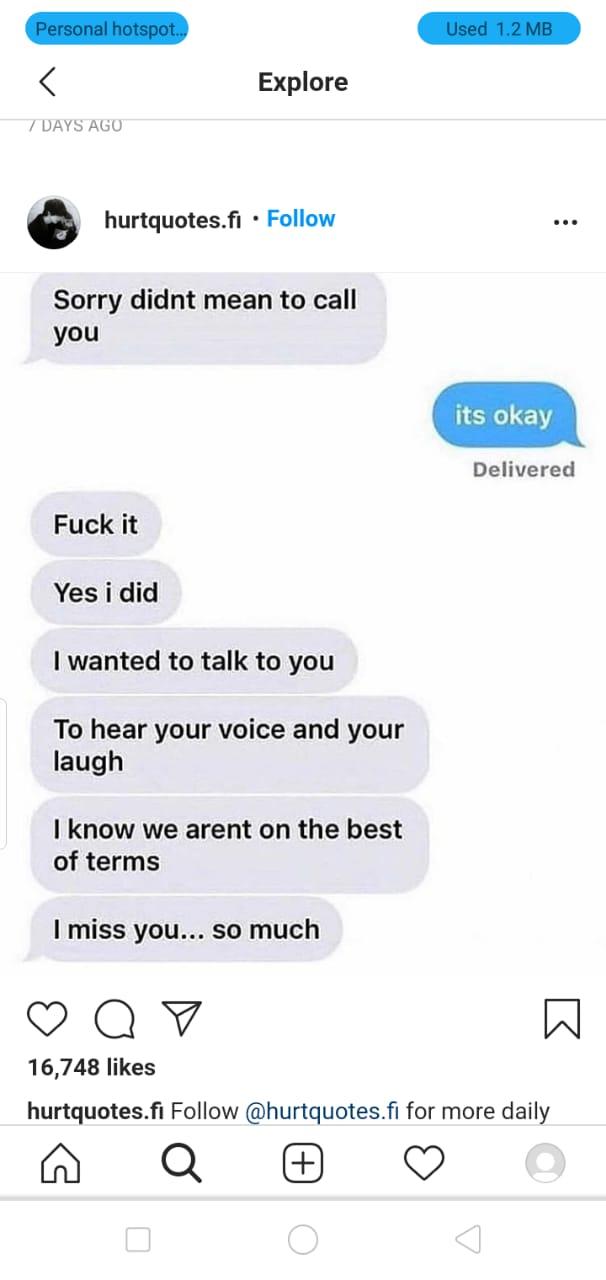 Personal hotspot...
Used 1.2 MB
Explore
7 DAYS AGO
hurtquotes.fi • Follow
Sorry didnt mean to call
you
its okay
Delivered
Fuck it
Yes i did
I wanted to talk to you
To hear your voice and your
laugh
I know we arent on the best
of terms
I miss you... so much
16,748 likes
hurtquotes.fi Follow @hurtquotes.fi for more daily